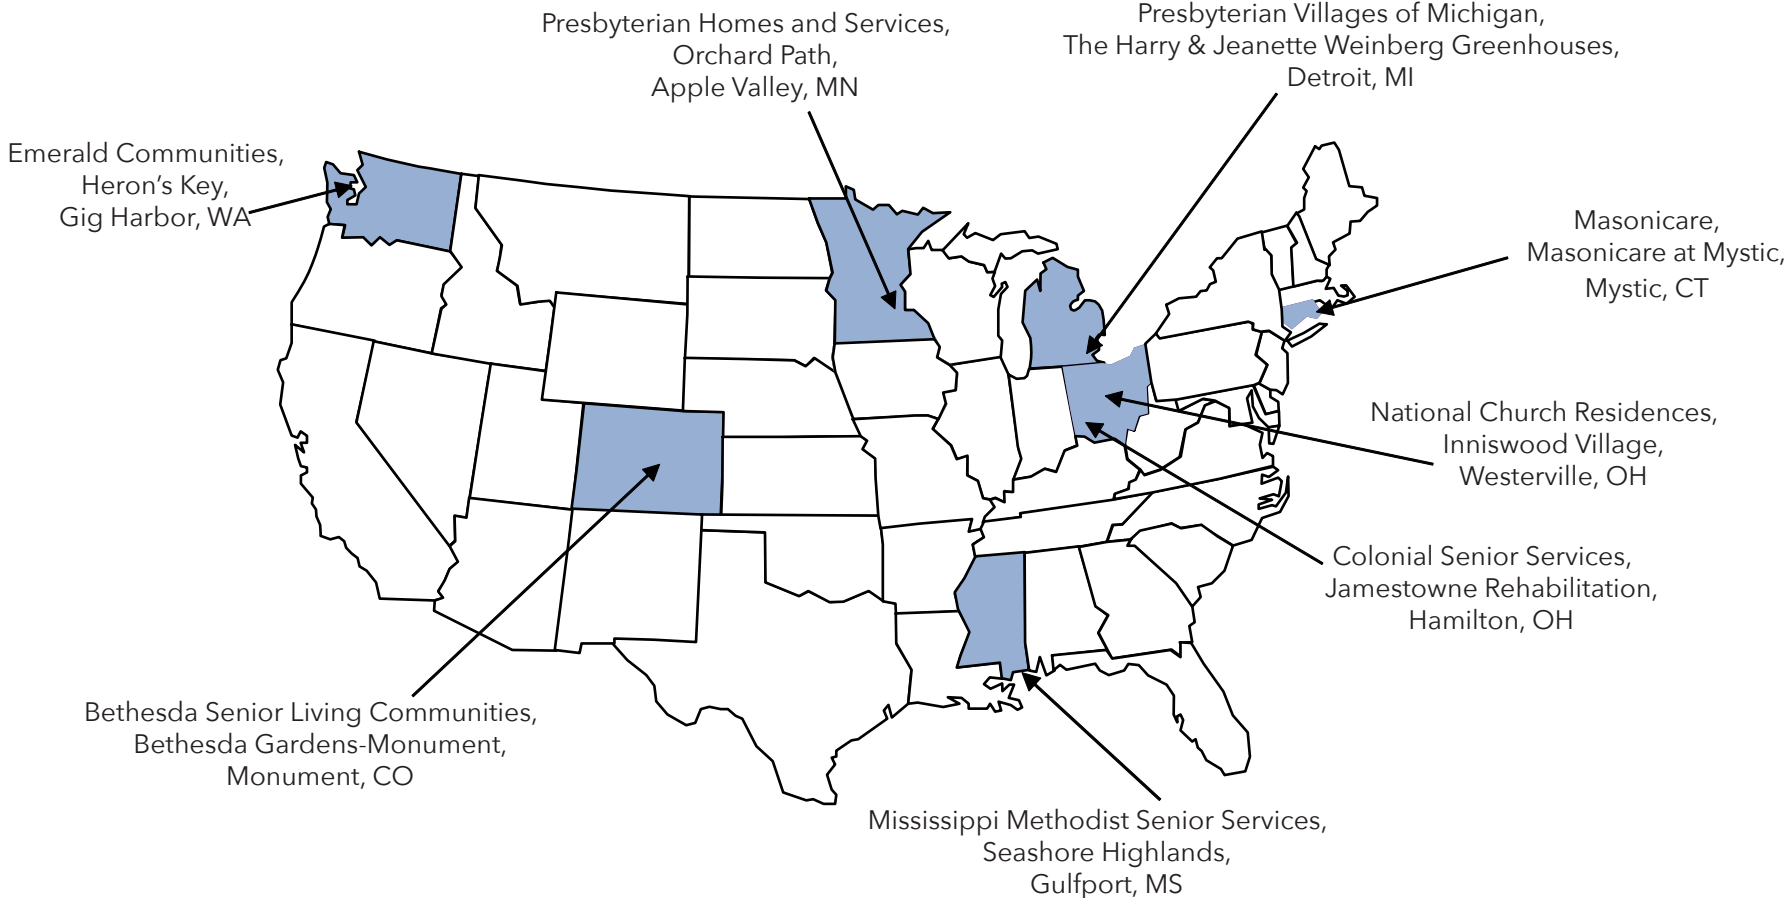 Presbyterian Homes and Services,
Orchard Path,
Apple Valley, MN
Presbyterian Villages of Michigan,
The Harry & Jeanette Weinberg Greenhouses,
Detroit, MI
Emerald Communities,
Heron’s Key,
Gig Harbor, WA
Masonicare,
Masonicare at Mystic,
Mystic, CT
National Church Residences,
Inniswood Village,
Westerville, OH
Colonial Senior Services,
Jamestowne Rehabilitation,
Hamilton, OH
Bethesda Senior Living Communities,
Bethesda Gardens-Monument,
Monument, CO
Mississippi Methodist Senior Services,
Seashore Highlands,
Gulfport, MS